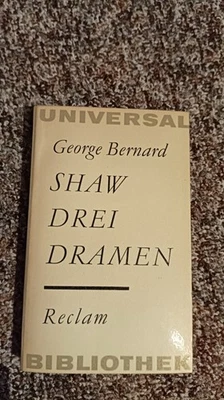 UNIVERSAL
George Bernard
SHAW
DREI
DRAMEN
Reclam
BIBLIOTHEK